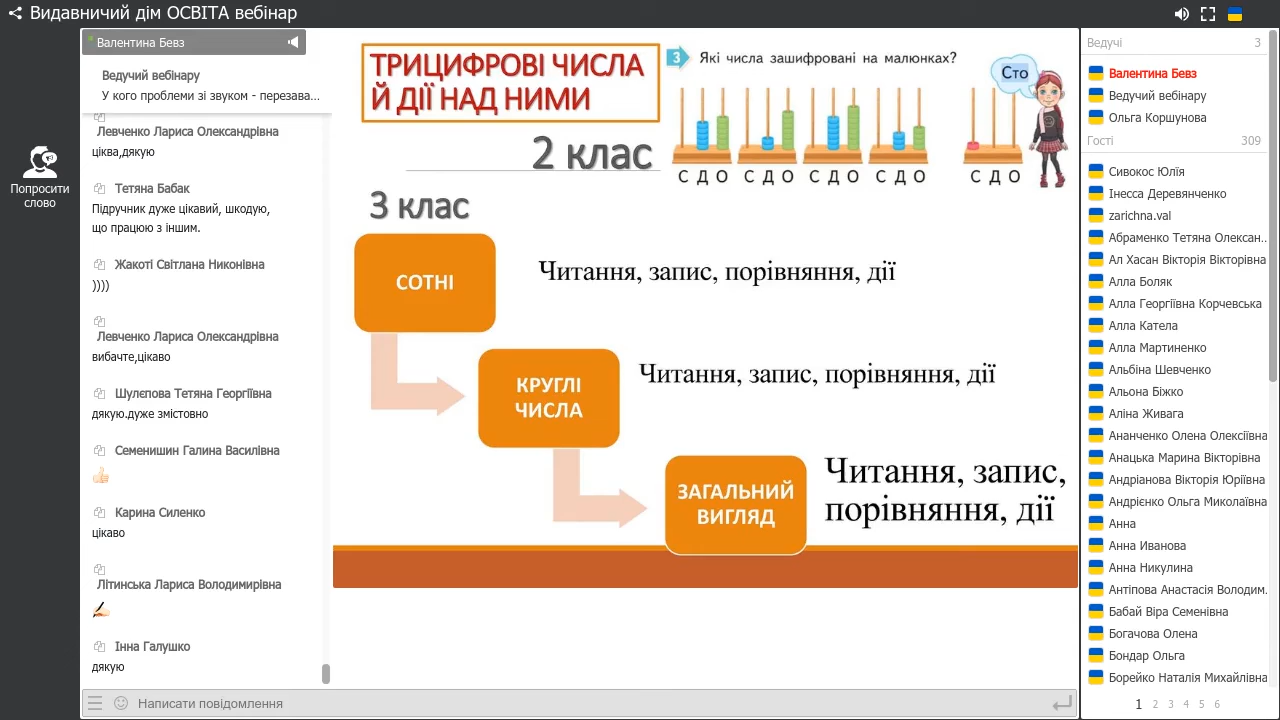 Видавничий дім ОСВІТА вебінар
Попросити
слово
Валентина Бевз
Ведучий вебінару
У кого проблеми зі звуком - перезава...
Левченко Лариса Олександрівна
ціква,дякую
Тетяна Бабак
Підручник дуже цікавий, шкодую,
що працюю з іншим.
Жакоті Світлана Никонівна
))))
Левченко Лариса Олександрівна
вибачте,цікаво
Шулєпова Тетяна Георгіївна
дякую.дуже змістовно
Семенишин Галина Василівна
Карина Силенко
цікаво
Літинська Лариса Володимирівна
Інна Галушко
дякую
Написати повідомлення
ТРИЦИФРОВІ ЧИСЛА
Й ДІЇ НАД НИМИ
2 клас
3 Які числа зашифровані на малюнках?
Сто
С Д О С Д О С Д О С Д О С Д О
3 клас
СОТНІ
Читання, запис, порівняння, дії
КРУГЛІ
ЧИСЛА
Читання, запис, порівняння, дії
ЗАГАЛЬНИЙ
ВИГЛЯД
Читання, запис,
порівняння, дії
Ведучі 3
Валентина Бевз
Ведучий вебінару
Ольга Коршунова
Гості 309
Сивокос Юлїя
Інесса Деревянченко
zarichna.val
Абраменко Тетяна Олексан..
Ал Хасан Вікторія Вікторівна
Алла Боляк
Алла Георгіївна Корчевська
Алла Катела
Алла Мартиненко
Альбіна Шевченко
Альона Біжко
Аліна Живага
Ананченко Олена Олексіївна
Анацька Марина Вікторівна
Андріанова Вікторія Юріївна
Андрієнко Ольга Миколаївна
Анна
Анна Иванова
Анна Никулина
Антіпова Анастасія Володим.
Бабай Віра Семенівна
Богачова Олена
Бондар Ольга
Борейко Наталія Михайлівна
1 2 3 4 5 6